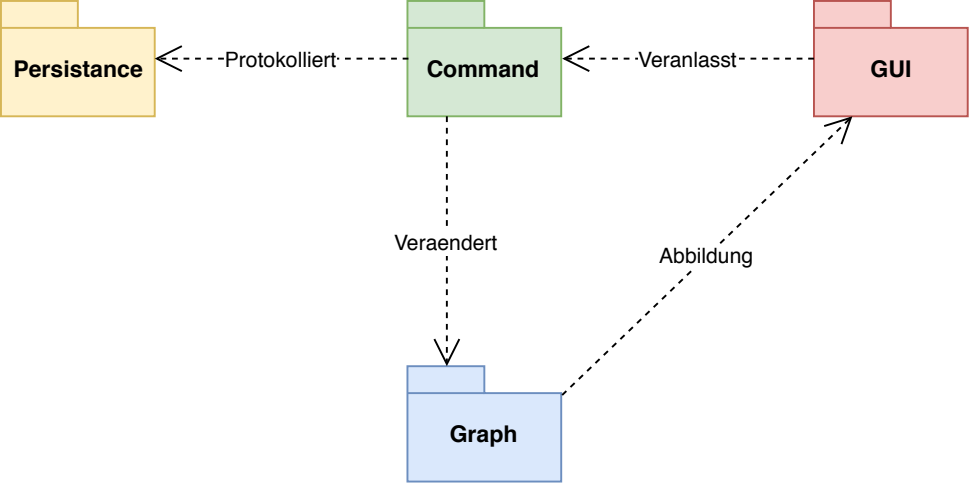 Persistance
Protokolliert
Command
Veranlasst
GUI
Veraendert
Abbildung
Graph